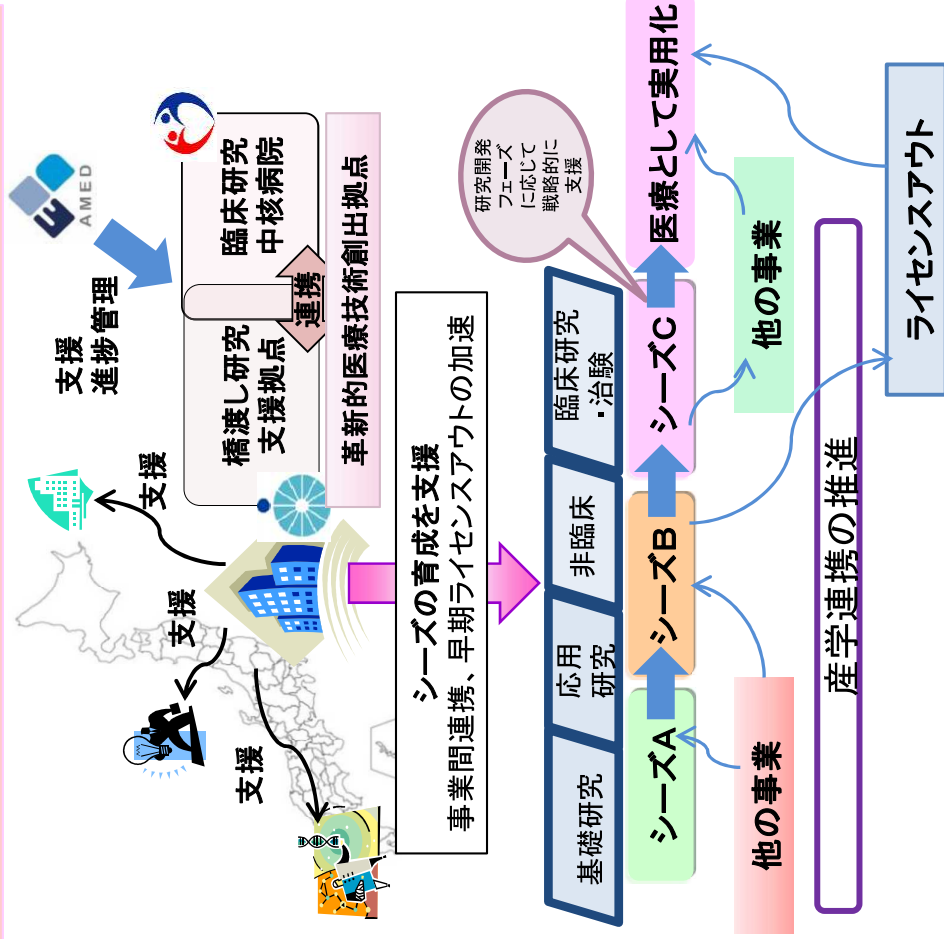 AMED
支援
進捗管理
支援
支援
支援
橋渡し研究
支援拠点
連携
臨床研究
中核病院
革新的医療技術創出拠点
シーズの育成を支援
事業間連携、早期ライセンスアウトの加速
基礎研究
応用
研究
非臨床
臨床研究
・治験
研究開発
フェーズ
に応じて
戦略的に
支援
シーズA
シーズB
シーズC
医療として実用化
他の事業
他の事業
産学連携の推進
ライセンスアウト